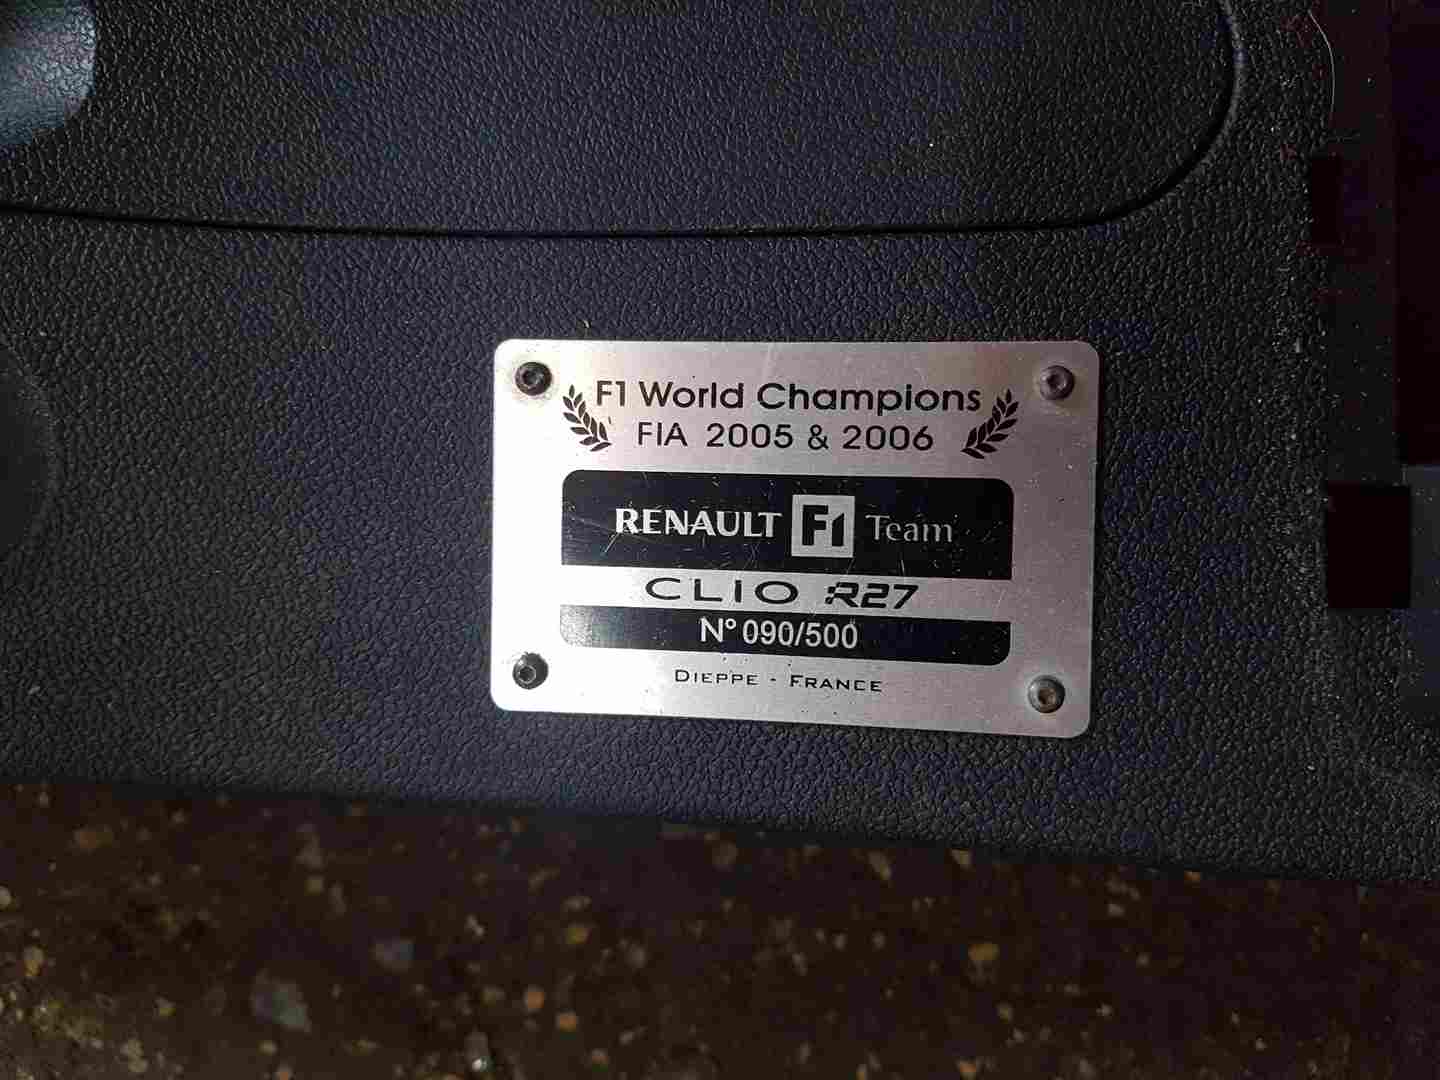 F1 World Champions
FIA 2005 & 2006
RENAULT F1 Team
CLIO R27
N° 090/500
DIEPPE - FRANCE